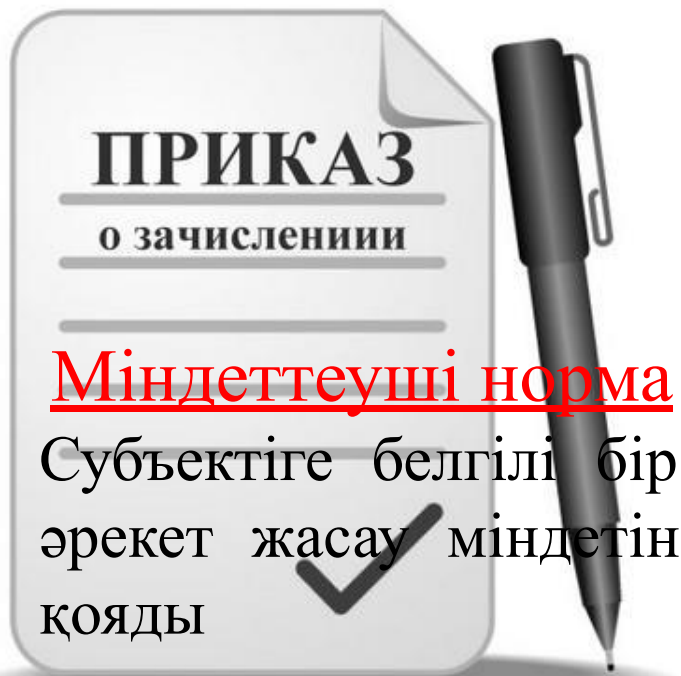 ПРИКАЗ
о зачислениии
Міндеттеуші норма
Субъектіге белгілі бір
әрекет жасау міндетін
қояды